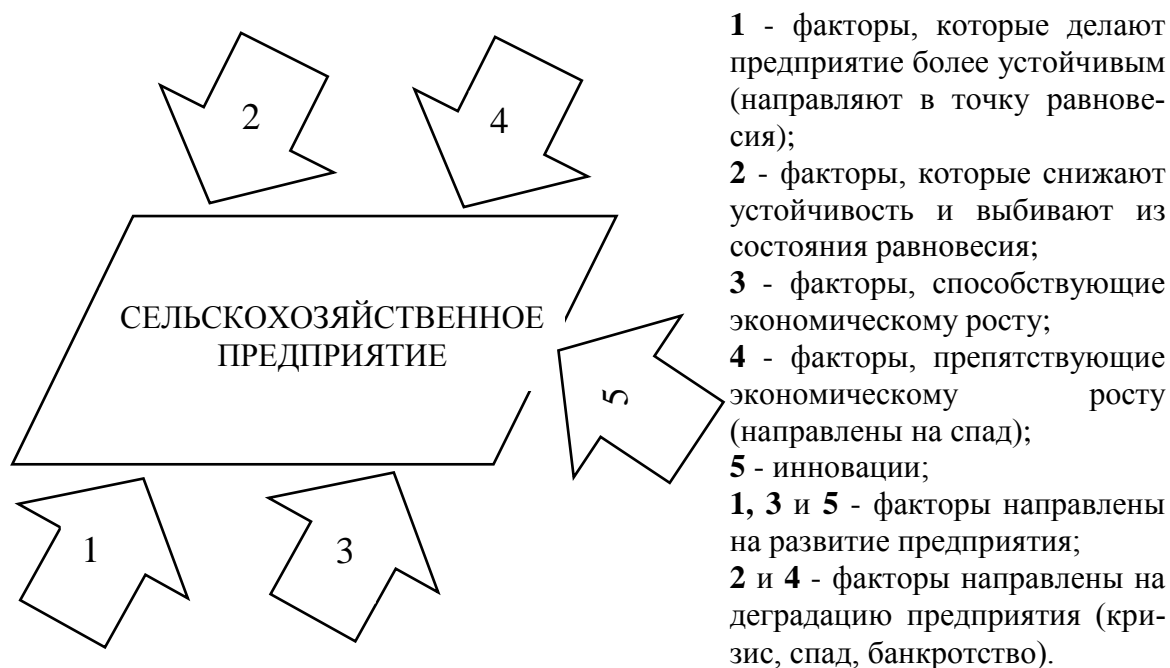 2
4
СЕЛЬСКОХОЗЯЙСТВЕННОЕ
ПРЕДПРИЯТИЕ
5
1
3
1 - факторы, которые делают
предприятие более устойчивым
(направляют в точку равнове-
сия);
2 - факторы, которые снижают
устойчивость и выбивают из
состояния равновесия;
3 - факторы, способствующие
экономическому росту;
4 - факторы, препятствующие
экономическому росту
(направлены на спад);
5 - инновации;
1, 3 и 5 - факторы направлены
на развитие предприятия;
2 и 4 - факторы направлены на
деградацию предприятия (кри-
зис, спад, банкротство).